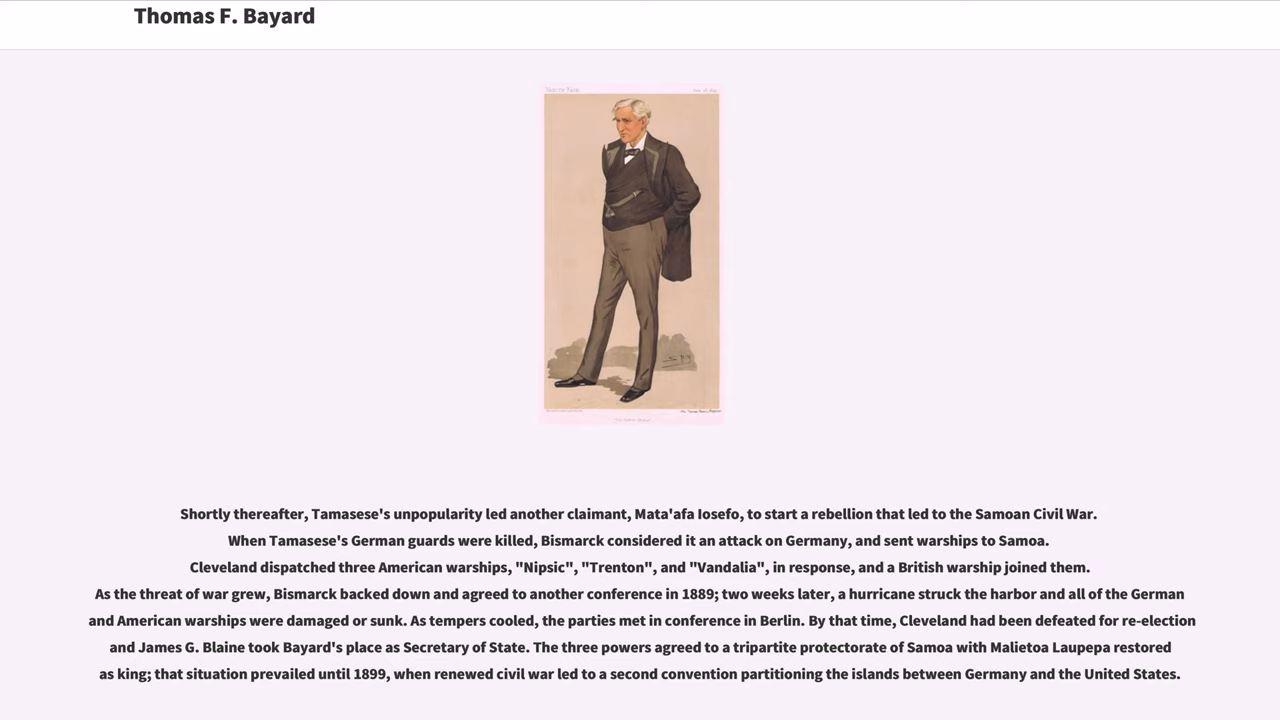 Thomas F. Bayard
Shortly thereafter, Tamasese's unpopularity led another claimant, Mata'afa Iosefo, to start a rebellion that led to the Samoan Civil War.
When Tamasese's German guards were killed, Bismarck considered it an attack on Germany, and sent warships to Samoa.
Cleveland dispatched three American warships, "Nipsic", "Trenton", and "Vandalia", in response, and a British warship joined them.
As the threat of war grew, Bismarck backed down and agreed to another conference in 1889; two weeks later, a hurricane struck the harbor and all of the German
and American warships were damaged or sunk. As tempers cooled, the parties met in conference in Berlin. By that time, Cleveland had been defeated for re-election
and James G. Blaine took Bayard's place as Secretary of State. The three powers agreed to a tripartite protectorate of Samoa with Malietoa Laupepa restored
as king; that situation prevailed until 1899, when renewed civil war led to a second convention partitioning the islands between Germany and the United States.